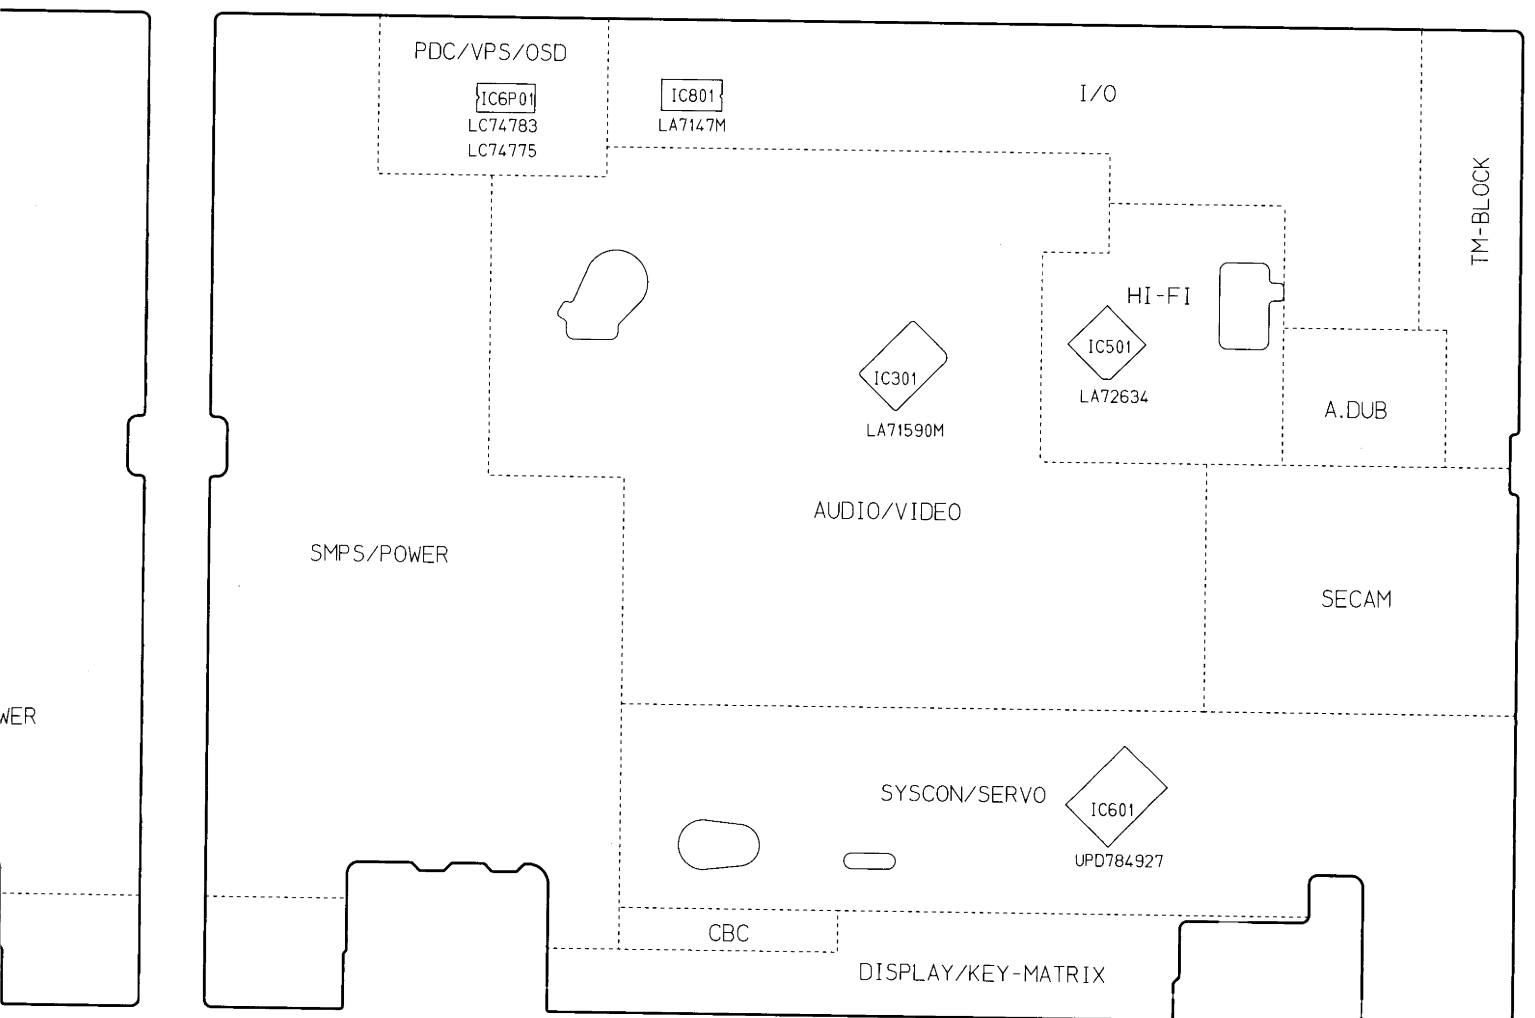 PDC/VPS/OSD
IC6P01
LC74783
LC74775
IC801
LA7147M
I/O
TM-BLOCK
HI-FI
IC501
LA72634
IC301
LA71590M
A.DUB
AUDIO/VIDEO
SMPS/POWER
SECAM
WER
SYSCON/SERVO
IC601
UPD784927
CBC
DISPLAY/KEY-MATRIX